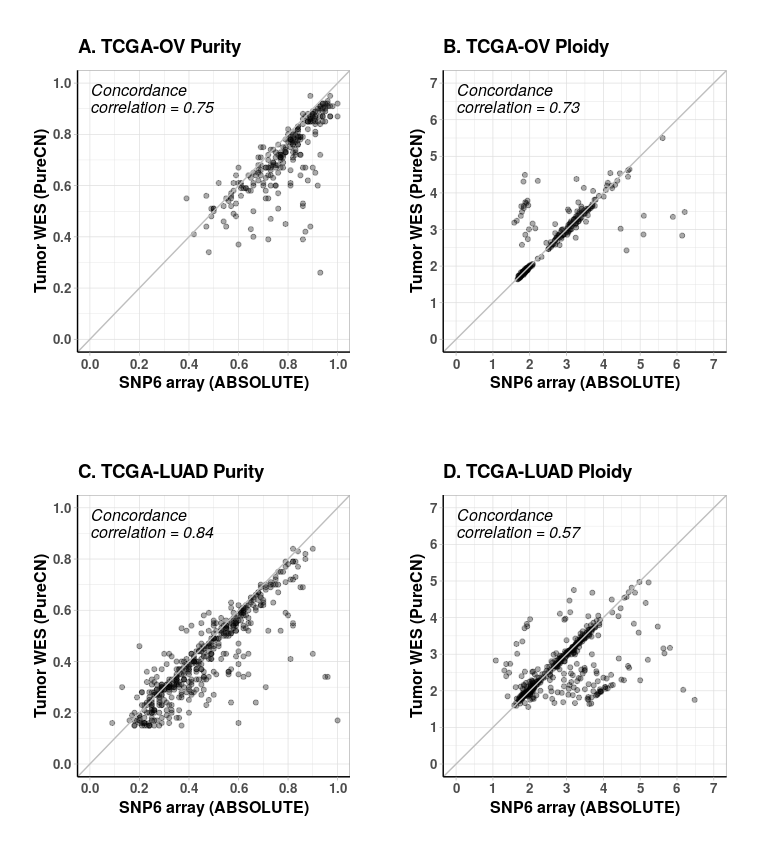 A. TCGA-OV Purity
Concordance
correlation = 0.75
Tumor WES (PureCN)
1.0
0.8
0.6
0.4
0.2
0.0
0.0 0.2 0.4 0.6 0.8 1.0
SNP6 array (ABSOLUTE)
B. TCGA-OV Ploidy
Concordance
correlation = 0.73
Tumor WES (PureCN)
7
6
5
4
3
2
1
0
0 1 2 3 4 5 6 7
SNP6 array (ABSOLUTE)
C. TCGA-LUAD Purity
Concordance
correlation = 0.84
Tumor WES (PureCN)
1.0
0.8
0.6
0.4
0.2
0.0
0.0 0.2 0.4 0.6 0.8 1.0
SNP6 array (ABSOLUTE)
D. TCGA-LUAD Ploidy
Concordance
correlation = 0.57
Tumor WES (PureCN)
7
6
5
4
3
2
1
0
0 1 2 3 4 5 6 7
SNP6 array (ABSOLUTE)